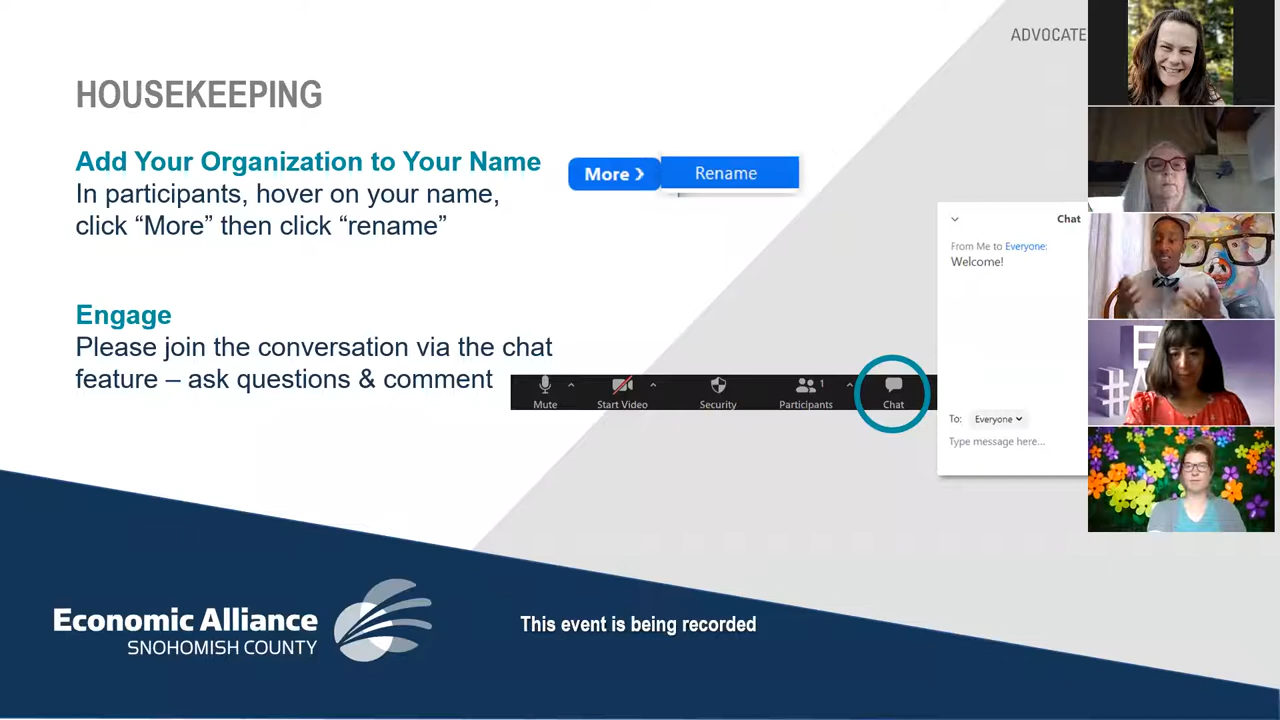 ADVOCATE
HOUSEKEEPING
Add Your Organization to Your Name
In participants, hover on your name,
click “More” then click “rename”
More
Rename
Chat
From Me to Everyone:
Welcome!
Engage
Please join the conversation via the chat
feature – ask questions & comment
Mute
Start Video
Security
Participants
1
Chat
To: Everyone
Type message here...
Economic Alliance
SNOHOMISH COUNTY
This event is being recorded